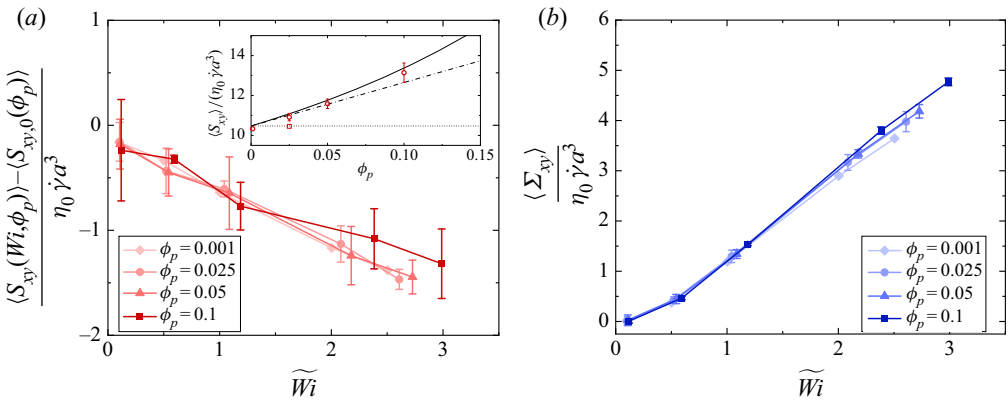 (a)
⟨S_xy(Wi,ϕ_p)⟩−⟨S_xy,0(ϕ_p)⟩
η_0 γ̇ a^3
1
0
−1
−2
0
1
2
3
W̃i
ϕ_p = 0.001
ϕ_p = 0.025
ϕ_p = 0.05
ϕ_p = 0.1
⟨S_xy⟩/(η_0 γ̇ a^3)
14
12
10
0
0.05
0.10
0.15
ϕ_p
(b)
⟨Σ_xy⟩
η_0 γ̇ a^3
6
5
4
3
2
1
0
0
1
2
3
W̃i
ϕ_p = 0.001
ϕ_p = 0.025
ϕ_p = 0.05
ϕ_p = 0.1